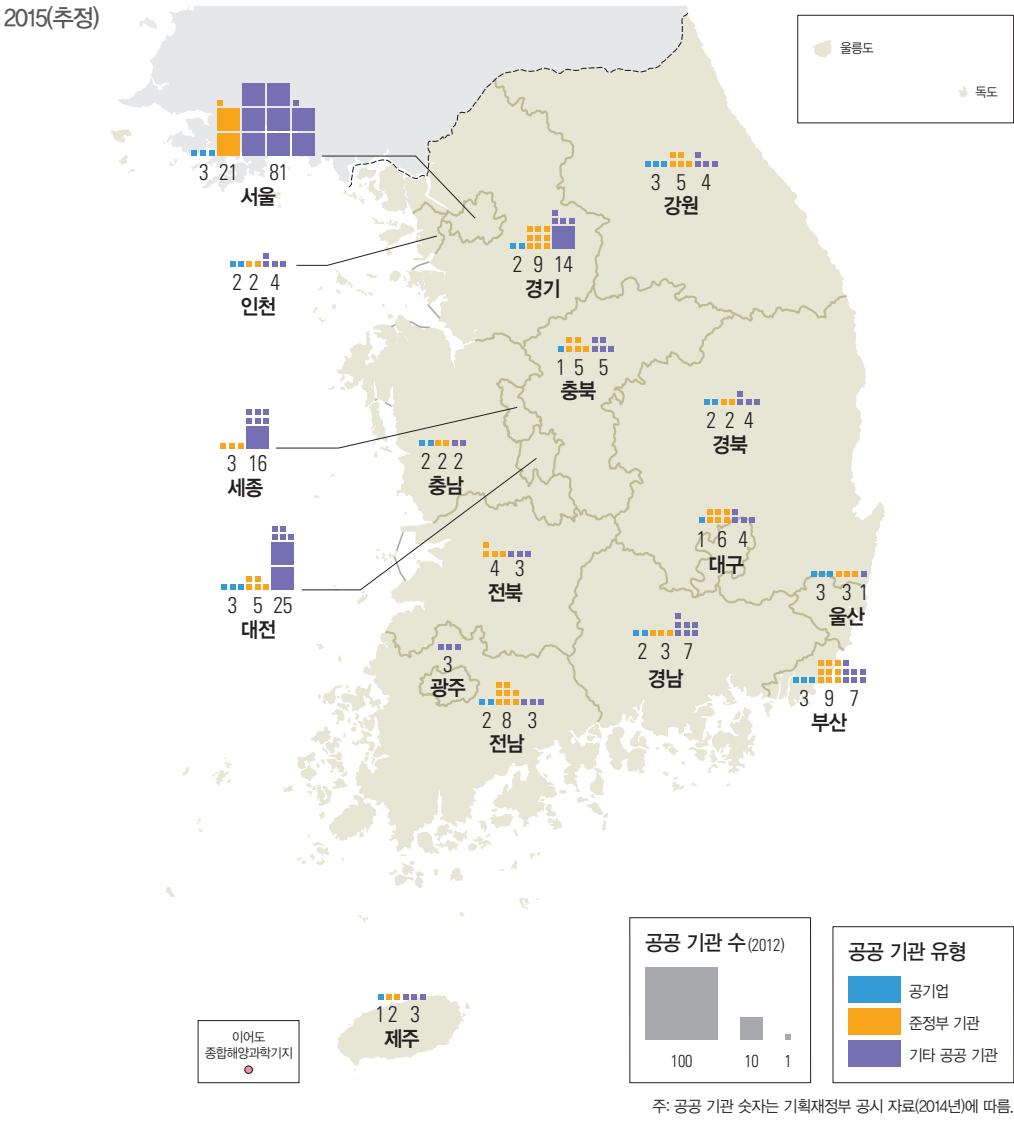 2015(추정)
울릉도
독도
3 21 81
서울
3 5 4
강원
2 9 14
경기
2 2 4
인천
1 5 5
충북
2 2 4
경북
3 16
세종
2 2 2
충남
1 6 4
대구
3 5 25
대전
4 3
전북
3 3 1
울산
2 3 7
경남
3
광주
3 9 7
부산
2 8 3
전남
1 2 3
제주
이어도
종합해양과학기지
공공 기관 수 (2012)
100 10 1
공공 기관 유형
공기업
준정부 기관
기타 공공 기관
주: 공공 기관 숫자는 기획재정부 공시 자료(2014년)에 따름.